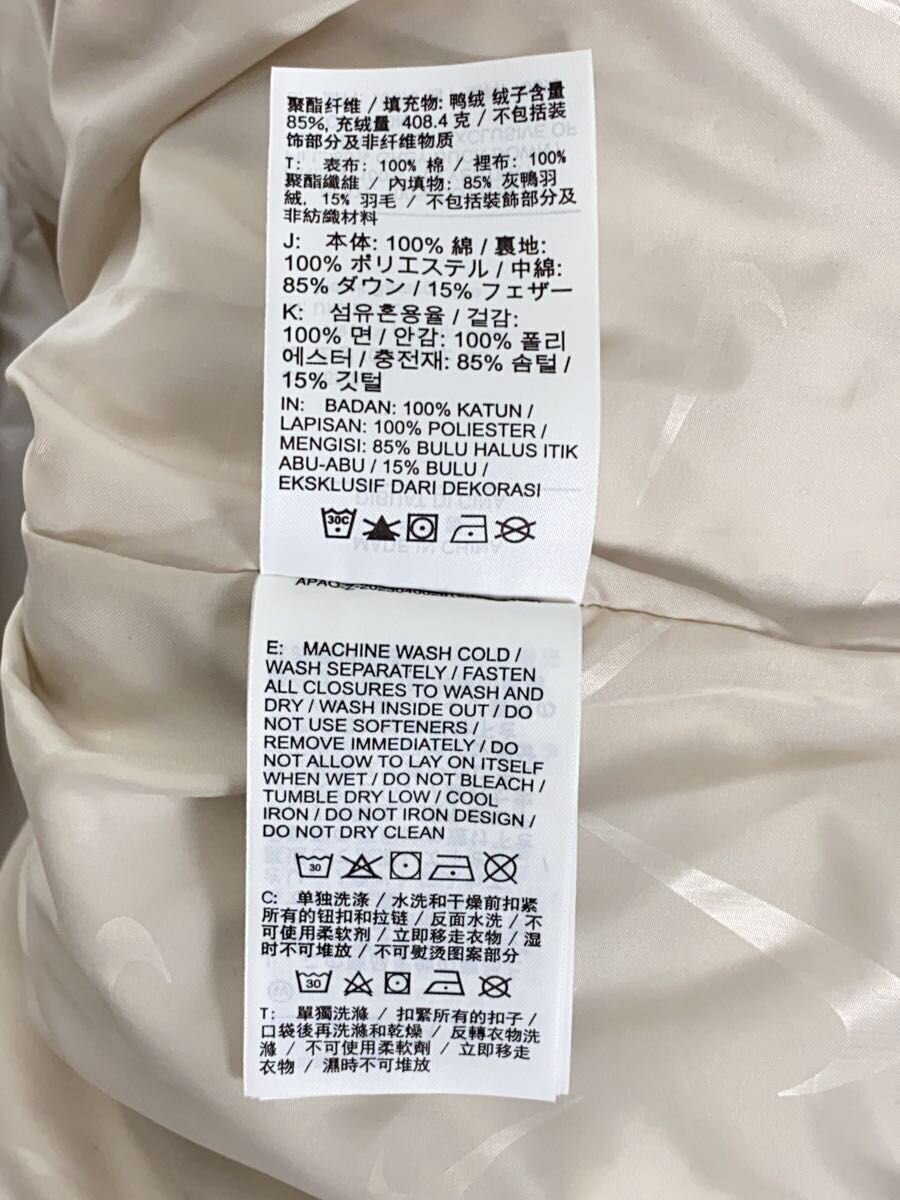 聚酯纤维 / 填充物: 鸭绒 绒子含量
85%, 充绒量 408.4 克 / 不包括装
饰部分及非纤维物质
T: 表布: 100% 棉 / 裡布: 100%
聚酯纖維 / 內填物: 85% 灰鴨羽
絨, 15% 羽毛 / 不包括裝飾部分及
非紡織材料
J: 本体: 100% 綿 / 裏地:
100% ポリエステル / 中綿:
85% ダウン / 15% フェザー
K: 섬유혼용율 / 겉감:
100% 면 / 안감: 100% 폴리
에스터 / 충전재: 85% 솜털 /
15% 깃털
IN: BADAN: 100% KATUN /
LAPISAN: 100% POLIESTER /
MENGISI: 85% BULU HALUS ITIK
ABU-ABU / 15% BULU /
EKSKLUSIF DARI DEKORASI
30C
E: MACHINE WASH COLD /
WASH SEPARATELY / FASTEN
ALL CLOSURES TO WASH AND
DRY / WASH INSIDE OUT / DO
NOT USE SOFTENERS /
REMOVE IMMEDIATELY / DO
NOT ALLOW TO LAY ON ITSELF
WHEN WET / DO NOT BLEACH /
TUMBLE DRY LOW / COOL
IRON / DO NOT IRON DESIGN /
DO NOT DRY CLEAN
30
C: 单独洗涤 / 水洗和干燥前扣紧
所有的钮扣和拉链 / 反面水洗 / 不
可使用柔软剂 / 立即移走衣物 / 湿
时不可堆放 / 不可熨烫图案部分
30
T: 單獨洗滌 / 扣緊所有的扣子 /
口袋後再洗滌和乾燥 / 反轉衣物洗
滌 / 不可使用柔軟劑 / 立即移走
衣物 / 濕時不可堆放